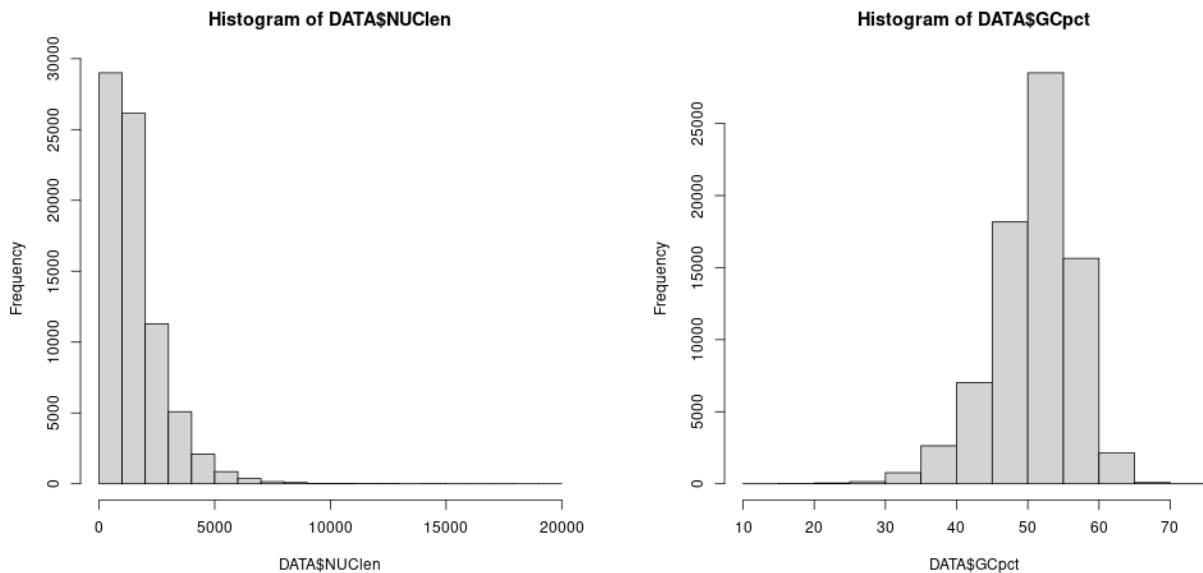 Histogram of DATA$NUClen
Frequency
30000
25000
20000
15000
10000
5000
0
0 5000 10000 15000 20000
DATA$NUClen
Histogram of DATA$GCpct
Frequency
25000
20000
15000
10000
5000
0
10 20 30 40 50 60 70
DATA$GCpct